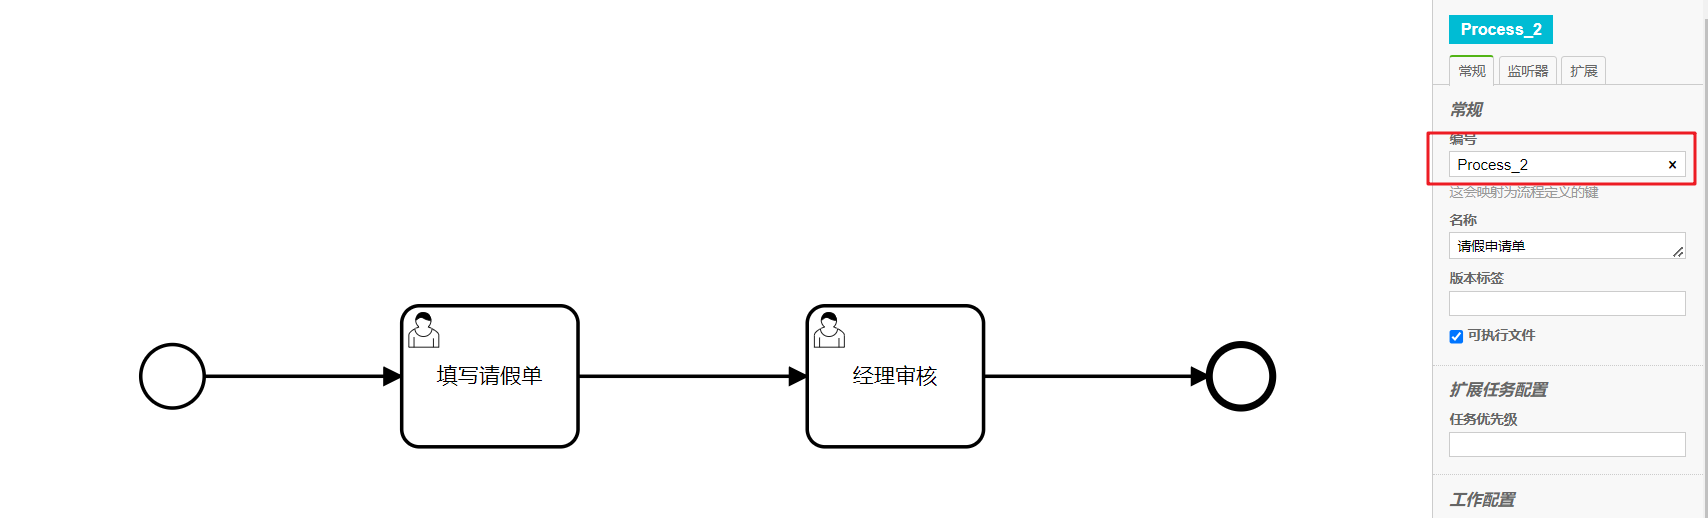 Process_2
常规 监听器 扩展
常规
编号
Process_2
这会映射为流程定义的键
名称
请假申请单
版本标签
可执行文件
扩展任务配置
任务优先级
工作配置
填写请假单
经理审核